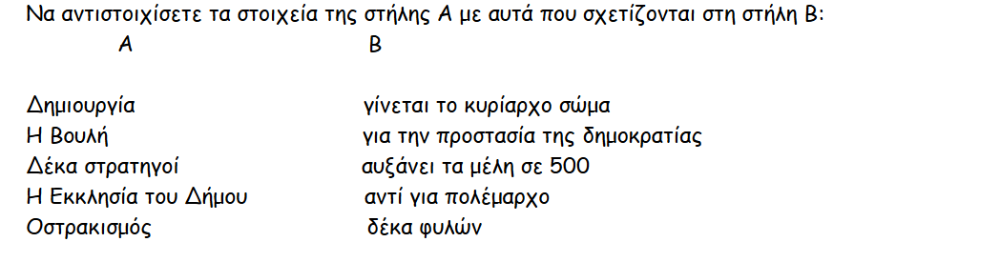 Να αντιστοιχίσετε τα στοιχεία της στήλης Α με αυτά που σχετίζονται στη στήλη Β:
Α Β
Δημιουργία γίνεται το κυρίαρχο σώμα
Η Βουλή για την προστασία της δημοκρατίας
Δέκα στρατηγοί αυξάνει τα μέλη σε 500
Η Εκκλησία του Δήμου αντί για πολέμαρχο
Οστρακισμός δέκα φυλών